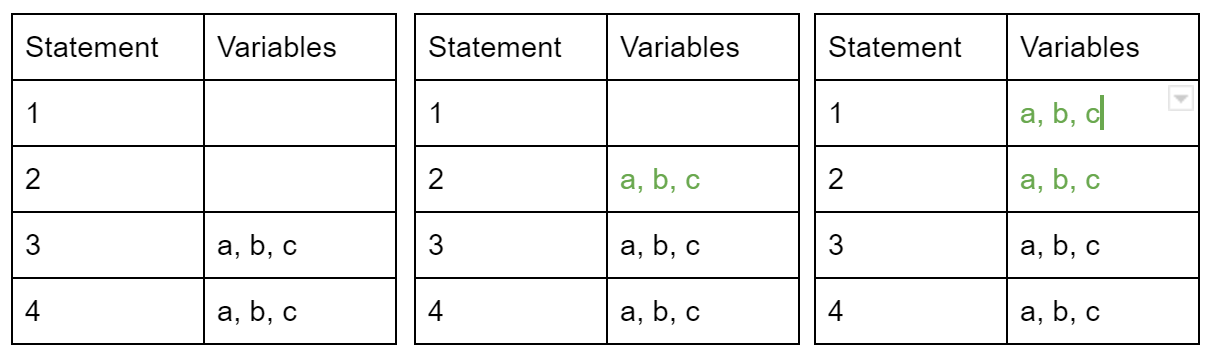 Statement Variables
1
2
3 a, b, c
4 a, b, c
Statement Variables
1
2 a, b, c
3 a, b, c
4 a, b, c
Statement Variables
1 a, b, c
2 a, b, c
3 a, b, c
4 a, b, c